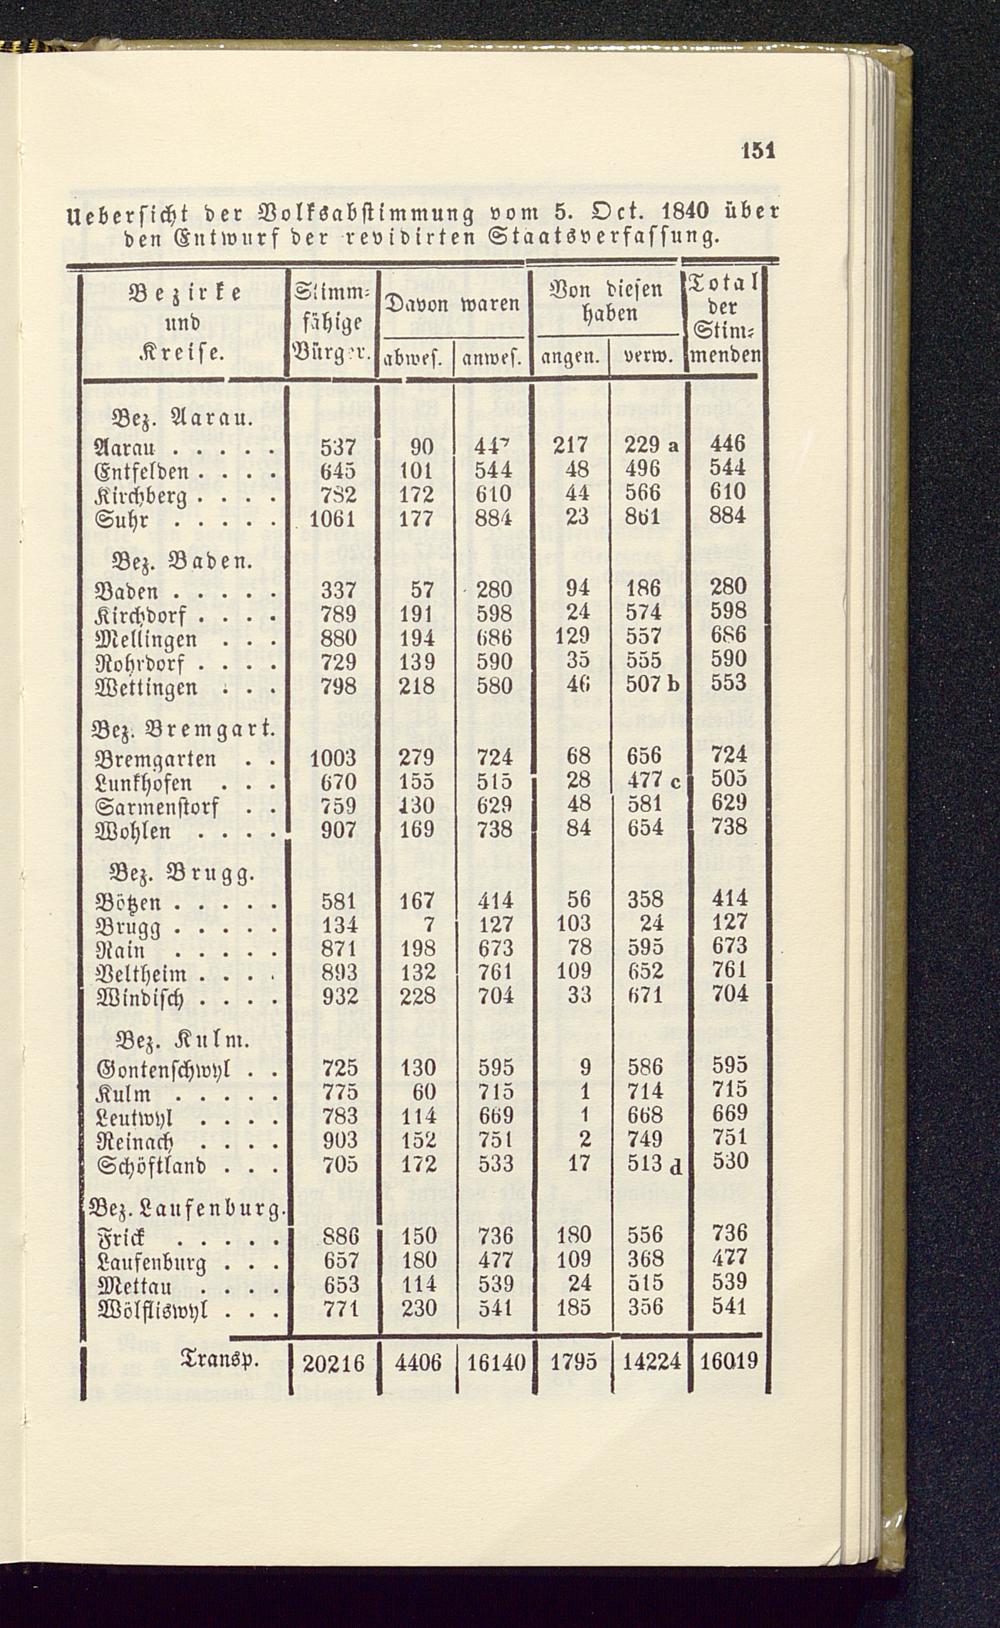 151
Uebersicht der Volksabstimmung vom 5. Oct. 1840 über
den Entwurf der revidirten Staatsverfassung.
Bezirke und Kreise. | Stimmfähige Bürger. | Davon waren abwes. | anwes. | Von diesen haben angen. | verw. | Total der Stimmenden
Bez. Aarau.
Aarau . . . . . 537 90 447 217 229 a 446
Entfelden . . . . 645 101 544 48 496 544
Kirchberg . . . . 782 172 610 44 566 610
Suhr . . . . . 1061 177 884 23 861 884
Bez. Baden.
Baden . . . . . 337 57 280 94 186 280
Kirchdorf . . . . 789 191 598 24 574 598
Mellingen . . . 880 194 686 129 557 686
Rohrdorf . . . . 729 139 590 35 555 590
Wettingen . . . 798 218 580 46 507 b 553
Bez. Bremgart.
Bremgarten . . 1003 279 724 68 656 724
Lunkhofen . . . 670 155 515 28 477 c 505
Sarmenstorf . . 759 130 629 48 581 629
Wohlen . . . . 907 169 738 84 654 738
Bez. Brugg.
Bötzen . . . . . 581 167 414 56 358 414
Brugg . . . . . 134 7 127 103 24 127
Rain . . . . . 871 198 673 78 595 673
Veltheim . . . . 893 132 761 109 652 761
Windisch . . . . 932 228 704 33 671 704
Bez. Kulm.
Gontenschwyl . . 725 130 595 9 586 595
Kulm . . . . . 775 60 715 1 714 715
Leutwyl . . . . 783 114 669 1 668 669
Reinach . . . . 903 152 751 2 749 751
Schöftland . . . 705 172 533 17 513 d 530
Bez. Laufenburg.
Frick . . . . . 886 150 736 180 556 736
Laufenburg . . . 657 180 477 109 368 477
Mettau . . . . 653 114 539 24 515 539
Wölfliswyl . . . 771 230 541 185 356 541
Transp. 20216 4406 16140 1795 14224 16019